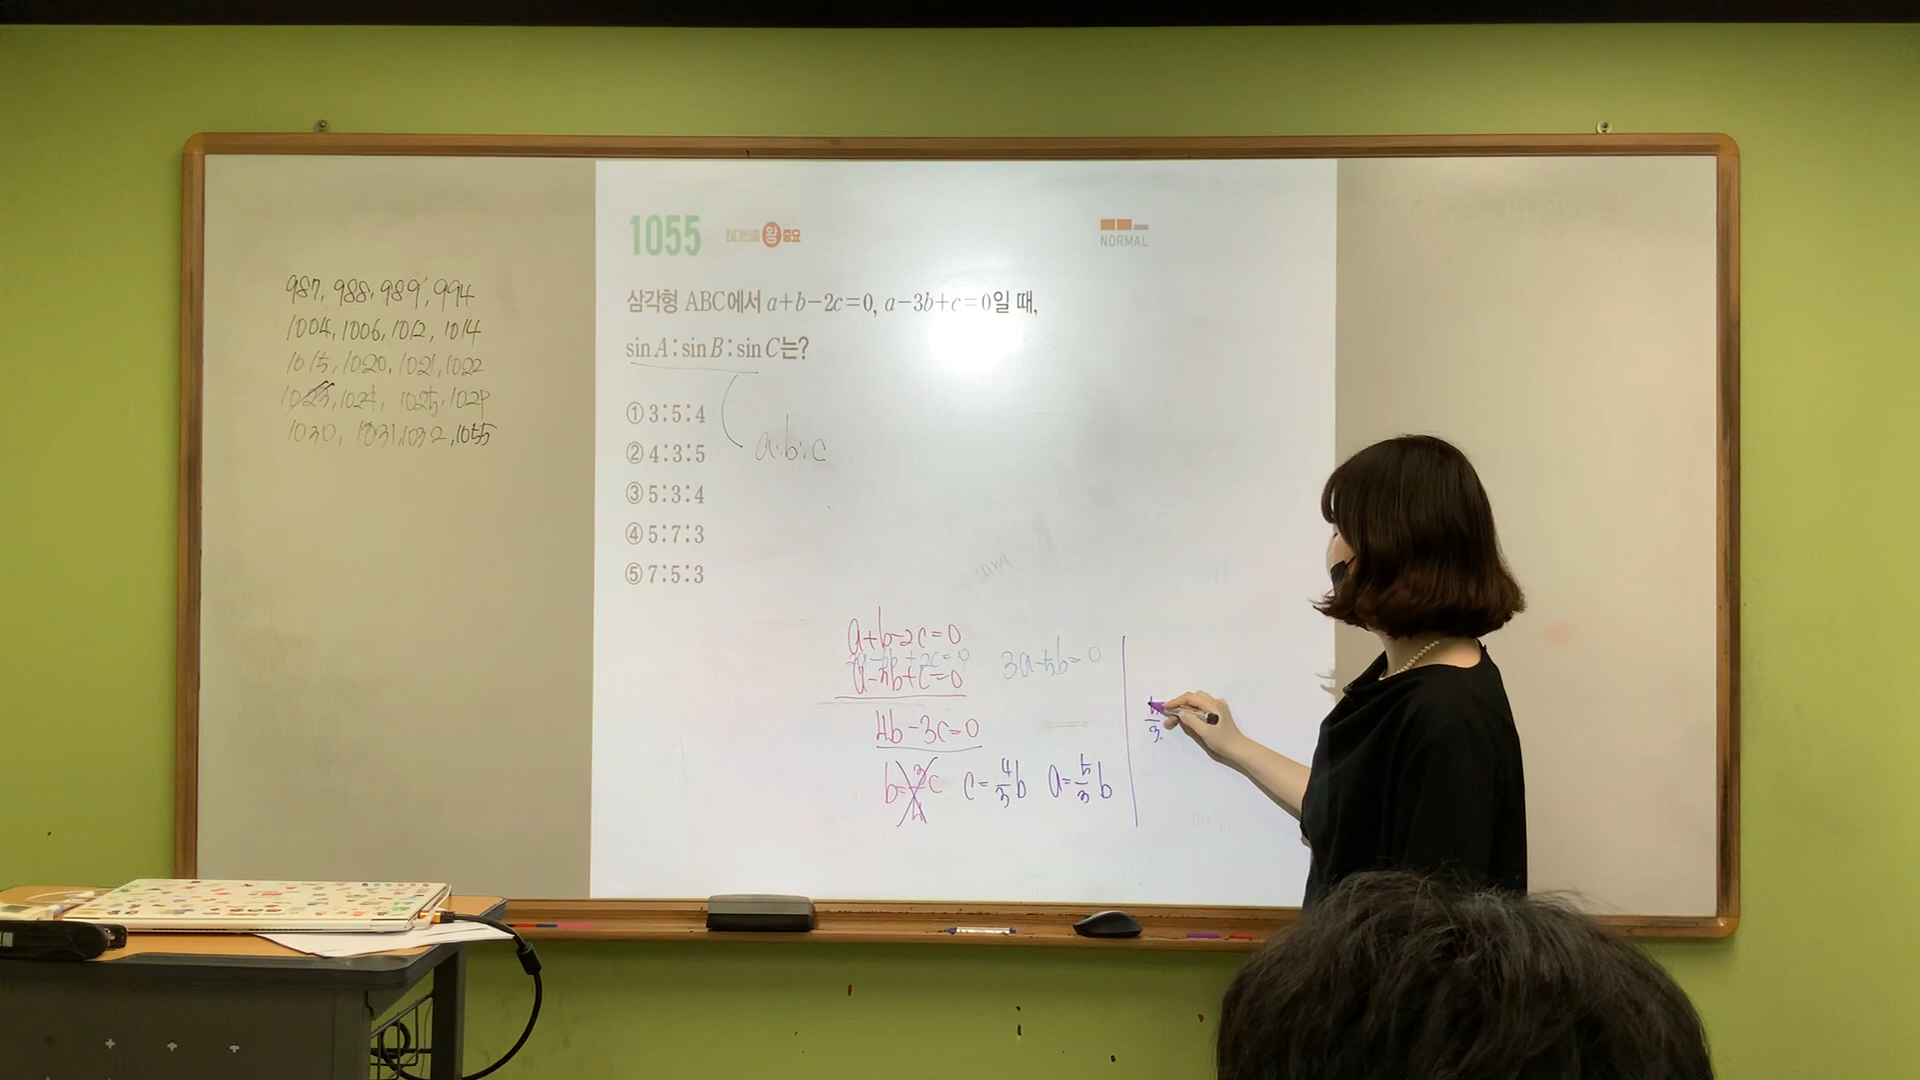 987, 988, 989, 994
1004, 1006, 1012, 1014
1015, 1020, 1021, 1022
1023, 1024, 1025, 1029
1030, 1031, 1032, 1055
1055 최다빈출 왕 중요
NORMAL
삼각형 ABC에서 a+b-2c=0, a-3b+c=0일 때,
sin A : sin B : sin C는?
① 3:5:4
② 4:3:5
③ 5:3:4
④ 5:7:3
⑤ 7:5:3
a:b:c
a+b-2c=0
a-3b+c=0
3a-5b=0
4b-3c=0
b=3/4c c=4/3b a=5/3b
5/3